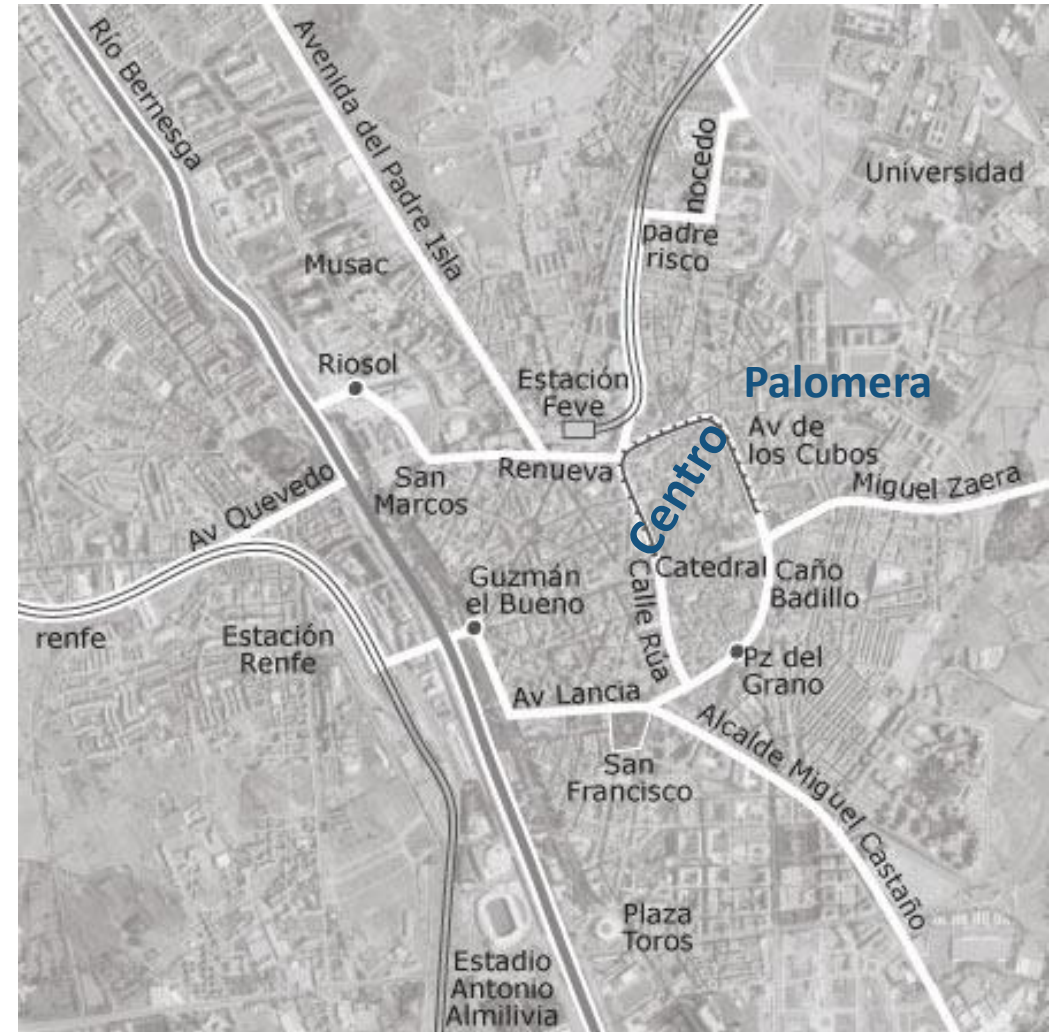 Río Bernesga
Avenida del Padre Isla
nocedo
Universidad
padre
risco
Musac
Riosol
Estación
Feve
Palomera
Centro
Av de
los Cubos
San
Marcos
Renueva
Miguel Zaera
Av Quevedo
Catedral
Caño
Badillo
Calle Rúa
Guzmán
el Bueno
renfe
Estación
Renfe
Pz del
Grano
Av Lancia
Alcalde Miguel Castaño
San
Francisco
Plaza
Toros
Estadio
Antonio
Almilivia